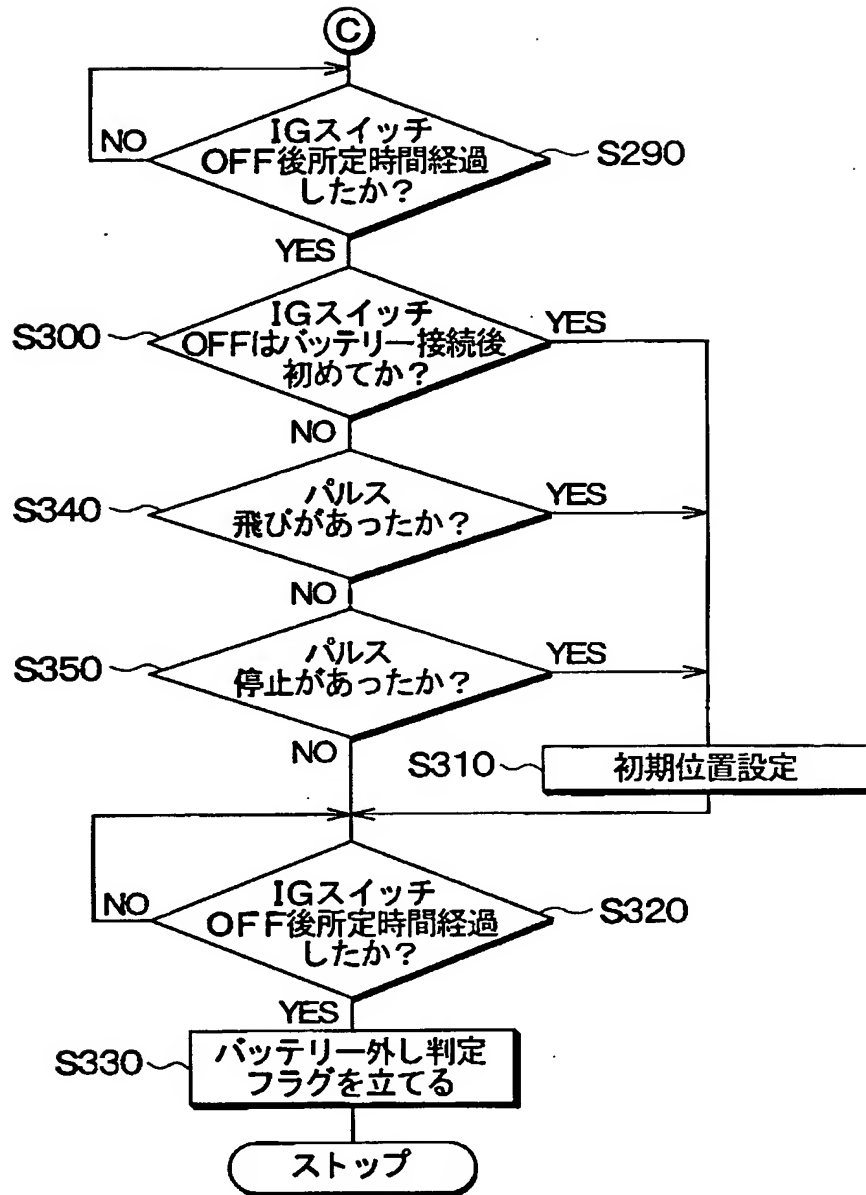 C
IGスイッチ
OFF後所定時間経過
したか?
NO
S290
YES
IGスイッチ
OFFはバッテリー接続後
初めてか?
S300
YES
NO
パルス
飛びがあったか?
S340
YES
NO
パルス
停止があったか?
S350
YES
NO
S310
初期位置設定
IGスイッチ
OFF後所定時間経過
したか?
NO
S320
YES
バッテリー外し判定
フラグを立てる
S330
ストップ